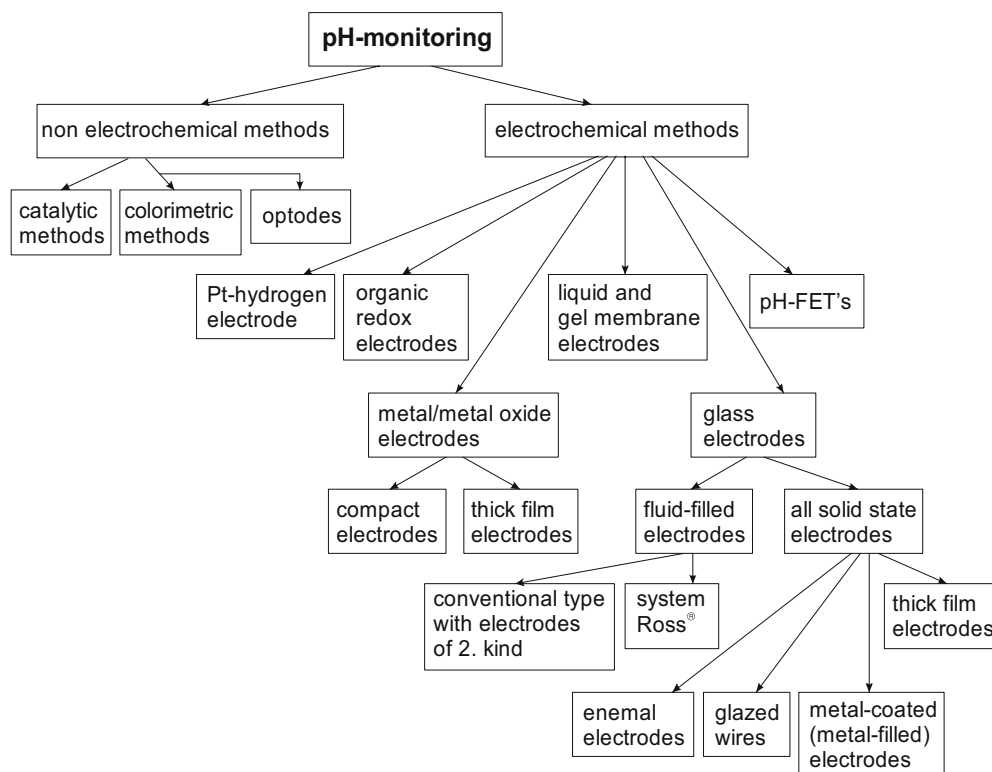 pH-monitoring
non electrochemical methods
electrochemical methods
catalytic
methods
colorimetric
methods
optodes
Pt-hydrogen
electrode
organic
redox
electrodes
liquid and
gel membrane
electrodes
pH-FET's
metal/metal oxide
electrodes
glass
electrodes
compact
electrodes
thick film
electrodes
fluid-filled
electrodes
all solid state
electrodes
conventional type
with electrodes
of 2. kind
system
Ross®
thick film
electrodes
enemal
electrodes
glazed
wires
metal-coated
(metal-filled)
electrodes